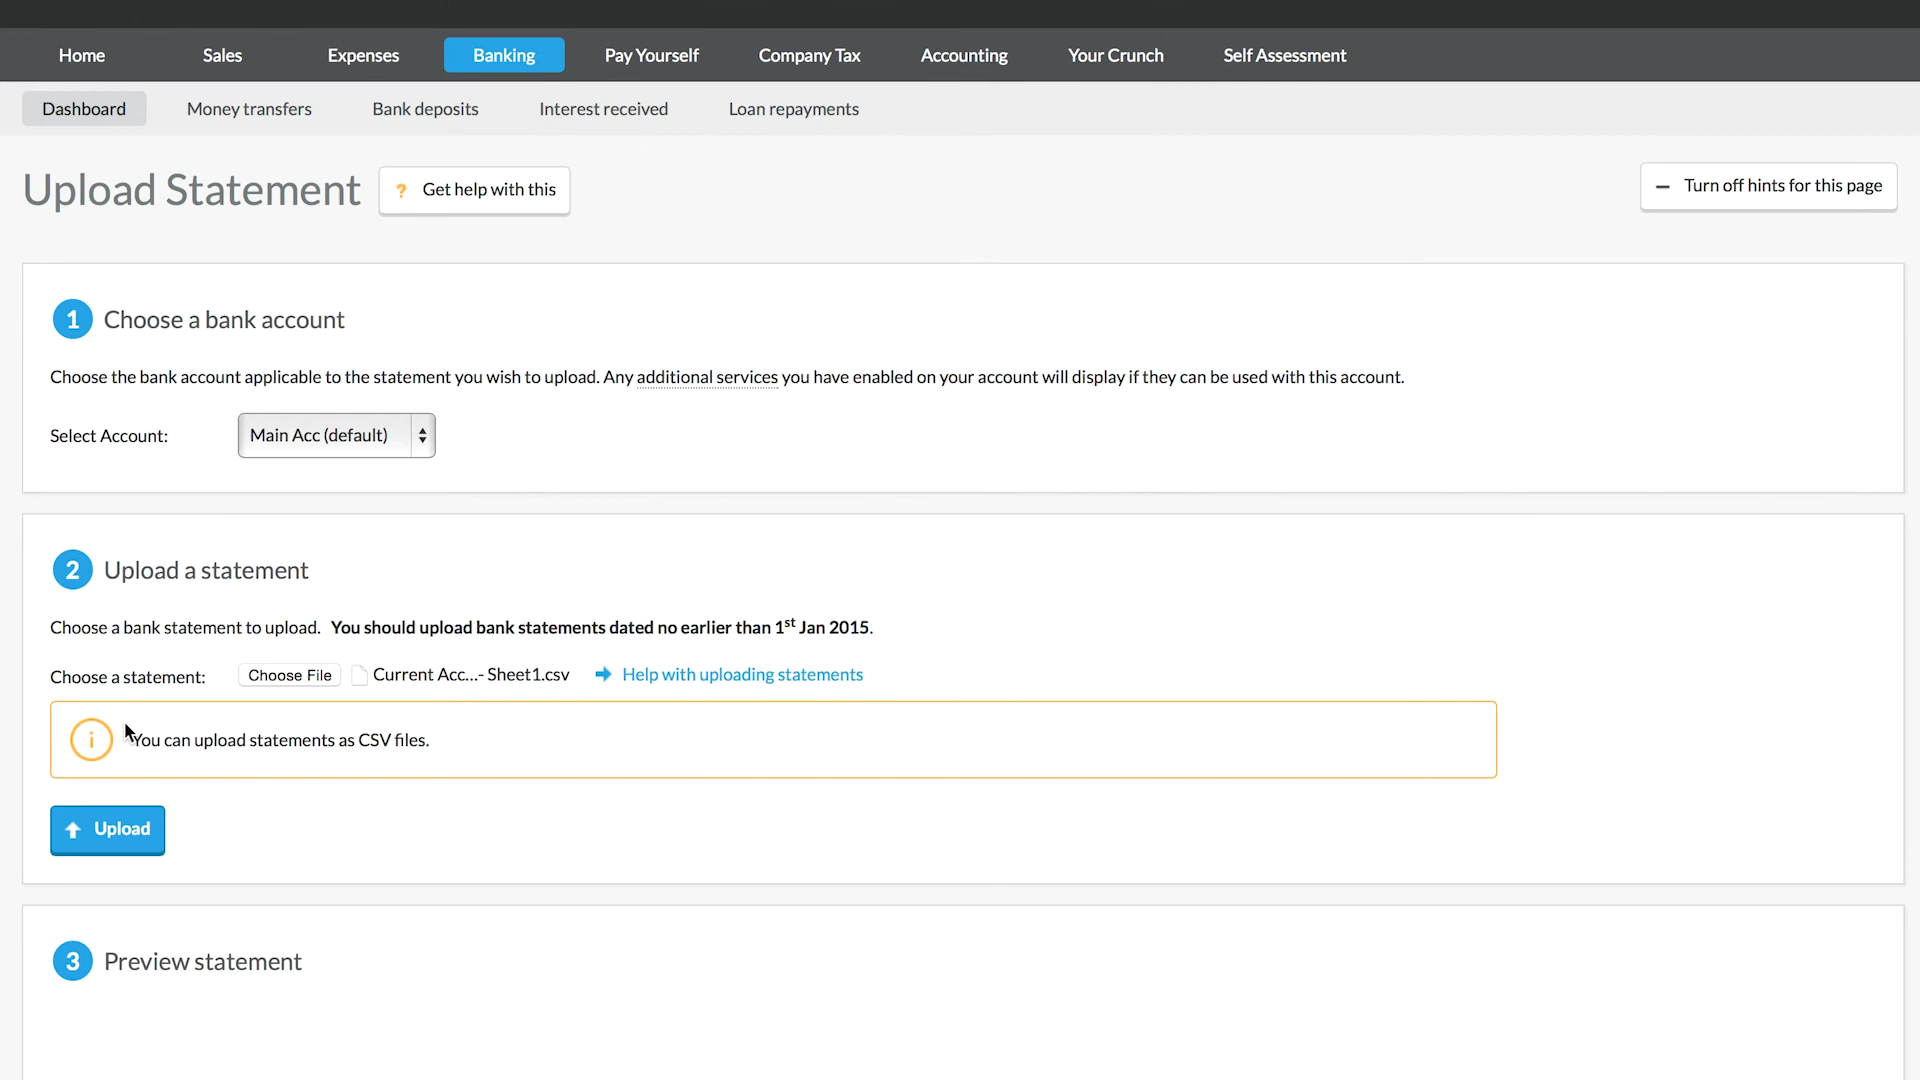 Home Sales Expenses Banking Pay Yourself Company Tax Accounting Your Crunch Self Assessment
Dashboard Money transfers Bank deposits Interest received Loan repayments
Upload Statement ? Get help with this – Turn off hints for this page
1 Choose a bank account
Choose the bank account applicable to the statement you wish to upload. Any additional services you have enabled on your account will display if they can be used with this account.
Select Account: Main Acc (default)
2 Upload a statement
Choose a bank statement to upload. You should upload bank statements dated no earlier than 1st Jan 2015.
Choose a statement: Choose File Current Acc...- Sheet1.csv Help with uploading statements
i You can upload statements as CSV files.
Upload
3 Preview statement